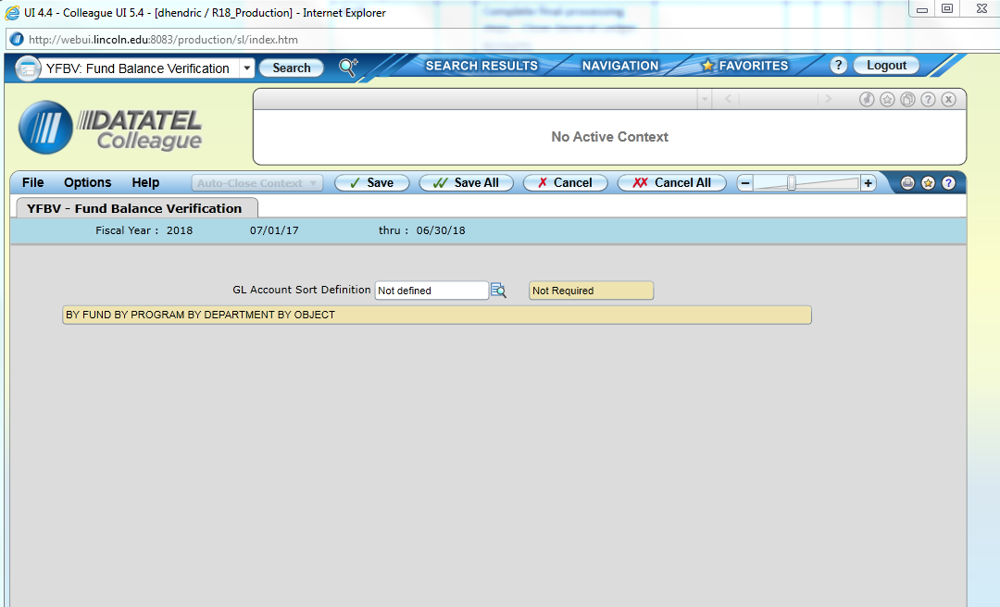 UI 4.4 - Colleague UI 5.4 - [dhendric / R18_Production] - Internet Explorer
Complete final processing
http://webui.lincoln.edu:8083/production/sl/index.htm
YFBV: Fund Balance Verification Search SEARCH RESULTS NAVIGATION FAVORITES ? Logout
DATATEL
Colleague
No Active Context
File Options Help Auto-Close Context Save Save All Cancel Cancel All
YFBV - Fund Balance Verification
Fiscal Year : 2018 07/01/17 thru : 06/30/18
GL Account Sort Definition Not defined Not Required
BY FUND BY PROGRAM BY DEPARTMENT BY OBJECT